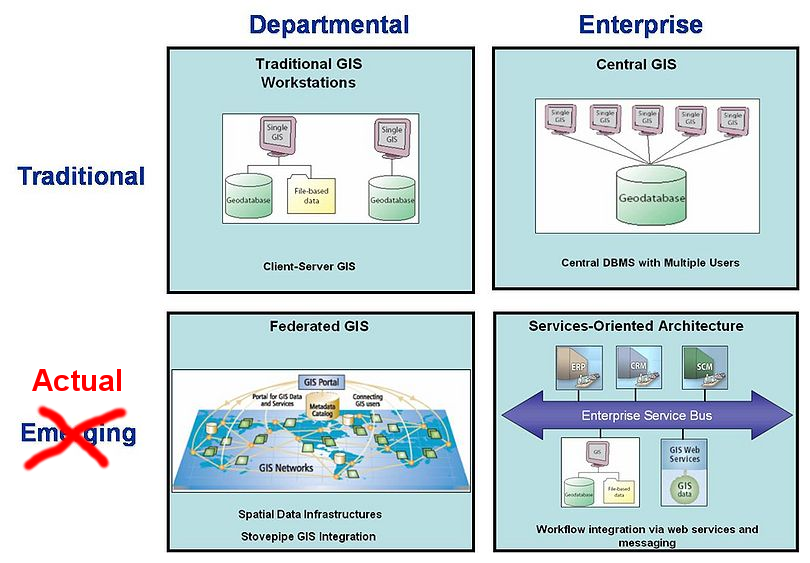 Departmental
Enterprise
Traditional
Traditional GIS
Workstations
Single
GIS
Single
GIS
Geodatabase
File-based
data
Geodatabase
Client-Server GIS
Central GIS
Single
GIS
Single
GIS
Single
GIS
Single
GIS
Single
GIS
Geodatabase
Central DBMS with Multiple Users
Actual
Emerging
Federated GIS
GIS Portal
Portal for GIS Data
and Services
Metadata
Catalog
Connecting
GIS users
GIS Networks
Spatial Data Infrastructures
Stovepipe GIS Integration
Services-Oriented Architecture
ERP
CRM
SCM
Enterprise Service Bus
GIS
Geodatabase
File-based
data
GIS Web
Services
GIS
data
Workflow integration via web services and
messaging